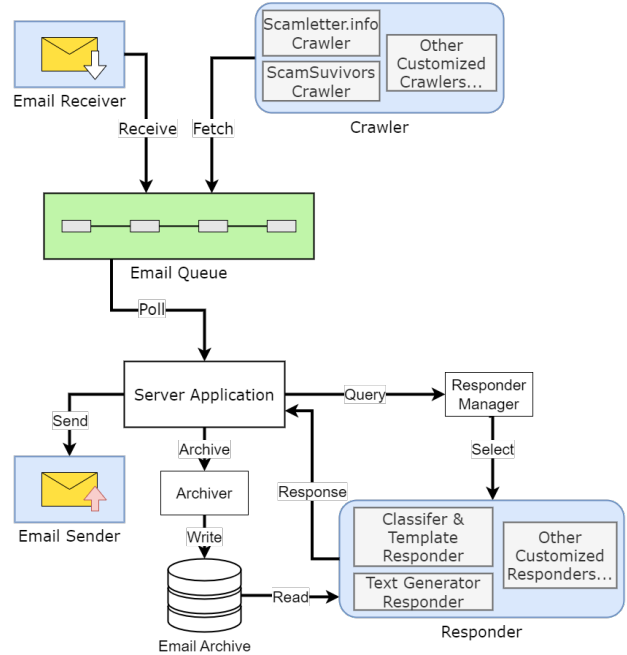 Email Receiver
Scamletter.info
Crawler
ScamSuvivors
Crawler
Other
Customized
Crawlers...
Crawler
Receive
Fetch
Email Queue
Poll
Server Application
Query
Responder
Manager
Send
Archive
Select
Email Sender
Archiver
Response
Write
Classifer &
Template
Responder
Text Generator
Responder
Other
Customized
Responders...
Read
Responder
Email Archive